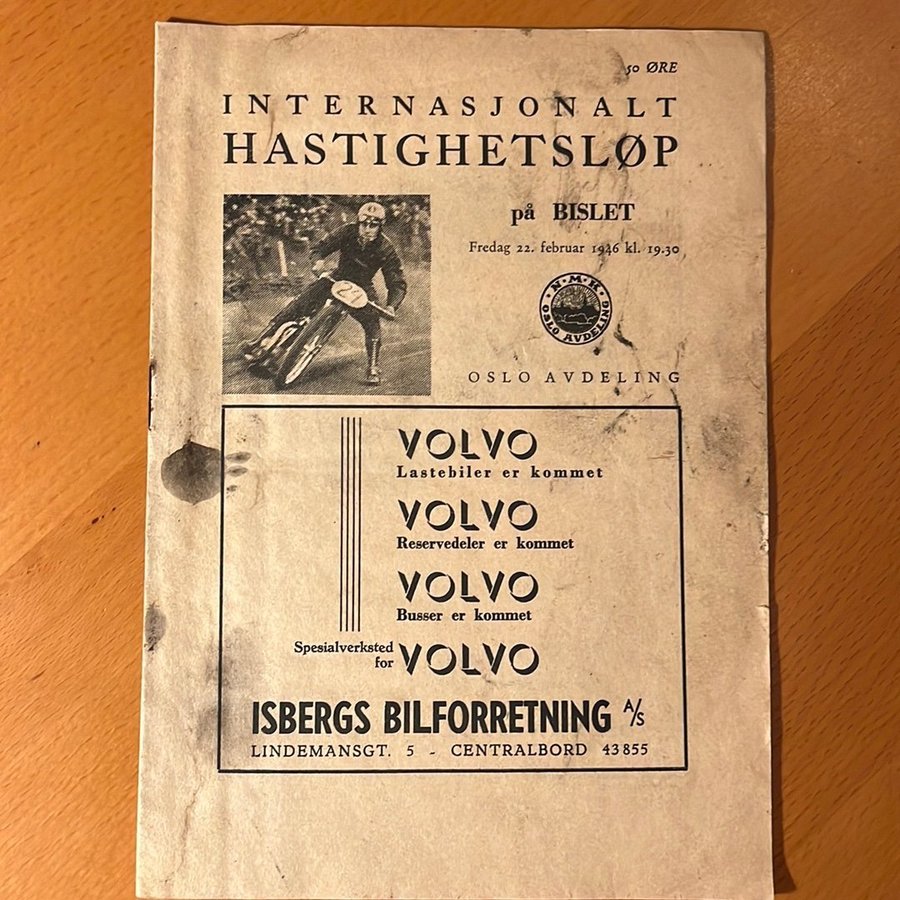 50 ØRE
INTERNASJONALT
HASTIGHETSLØP
på BISLET
Fredag 22. februar 1946 kl. 19.30
N·M·K
OSLO AVDELING
OSLO AVDELING
VOLVO
Lastebiler er kommet
VOLVO
Reservedeler er kommet
VOLVO
Busser er kommet
Spesialverksted
for VOLVO
ISBERGS BILFORRETNING A/S
LINDEMANSGT. 5 - CENTRALBORD 43855